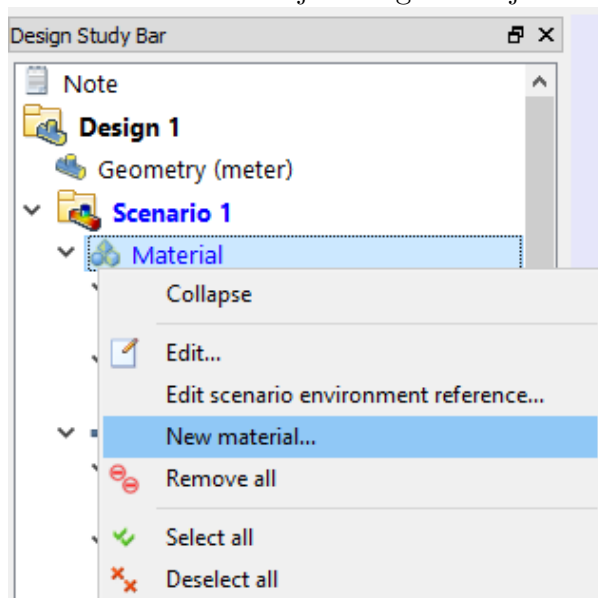 Design Study Bar
Note
Design 1
Geometry (meter)
Scenario 1
Material
Collapse
Edit...
Edit scenario environment reference...
New material...
Remove all
Select all
Deselect all